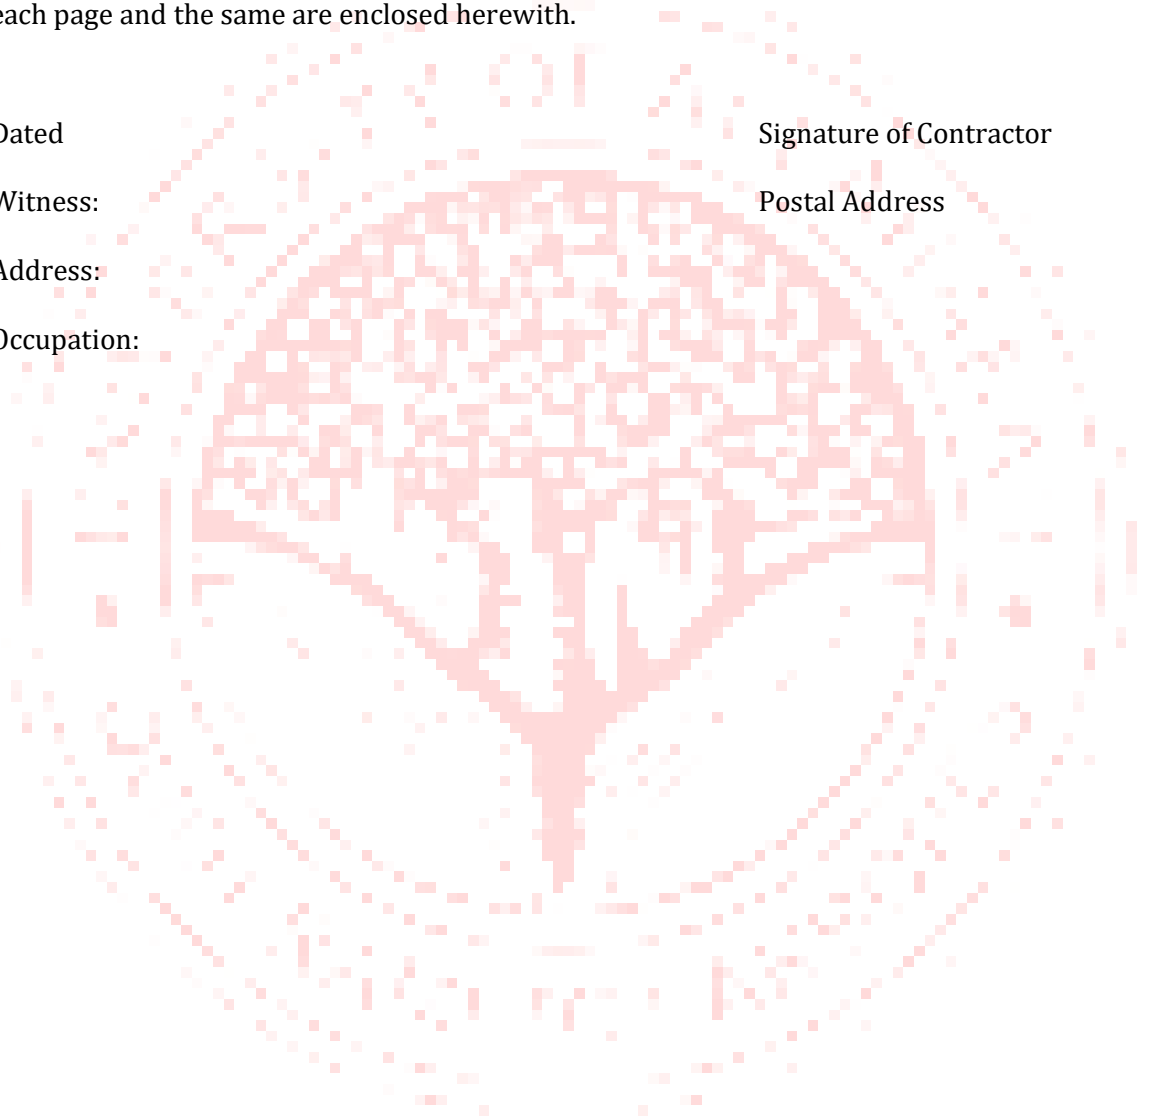 each page and the same are enclosed herewith.
Dated
Signature of Contractor
Witness:
Postal Address
Address:
Occupation: